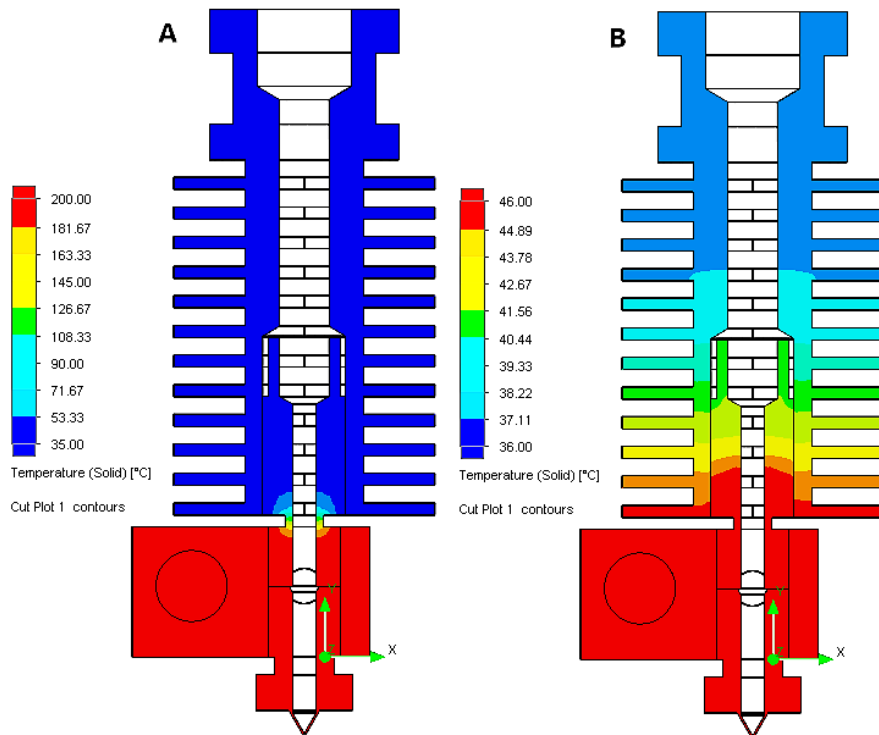 A
B
200.00
181.67
163.33
145.00
126.67
108.33
90.00
71.67
53.33
35.00
Temperature (Solid) [°C]
Cut Plot 1 contours
46.00
44.89
43.78
42.67
41.56
40.44
39.33
38.22
37.11
36.00
Temperature (Solid) [°C]
Cut Plot 1 contours
Y
X
Z
Y
X
Z